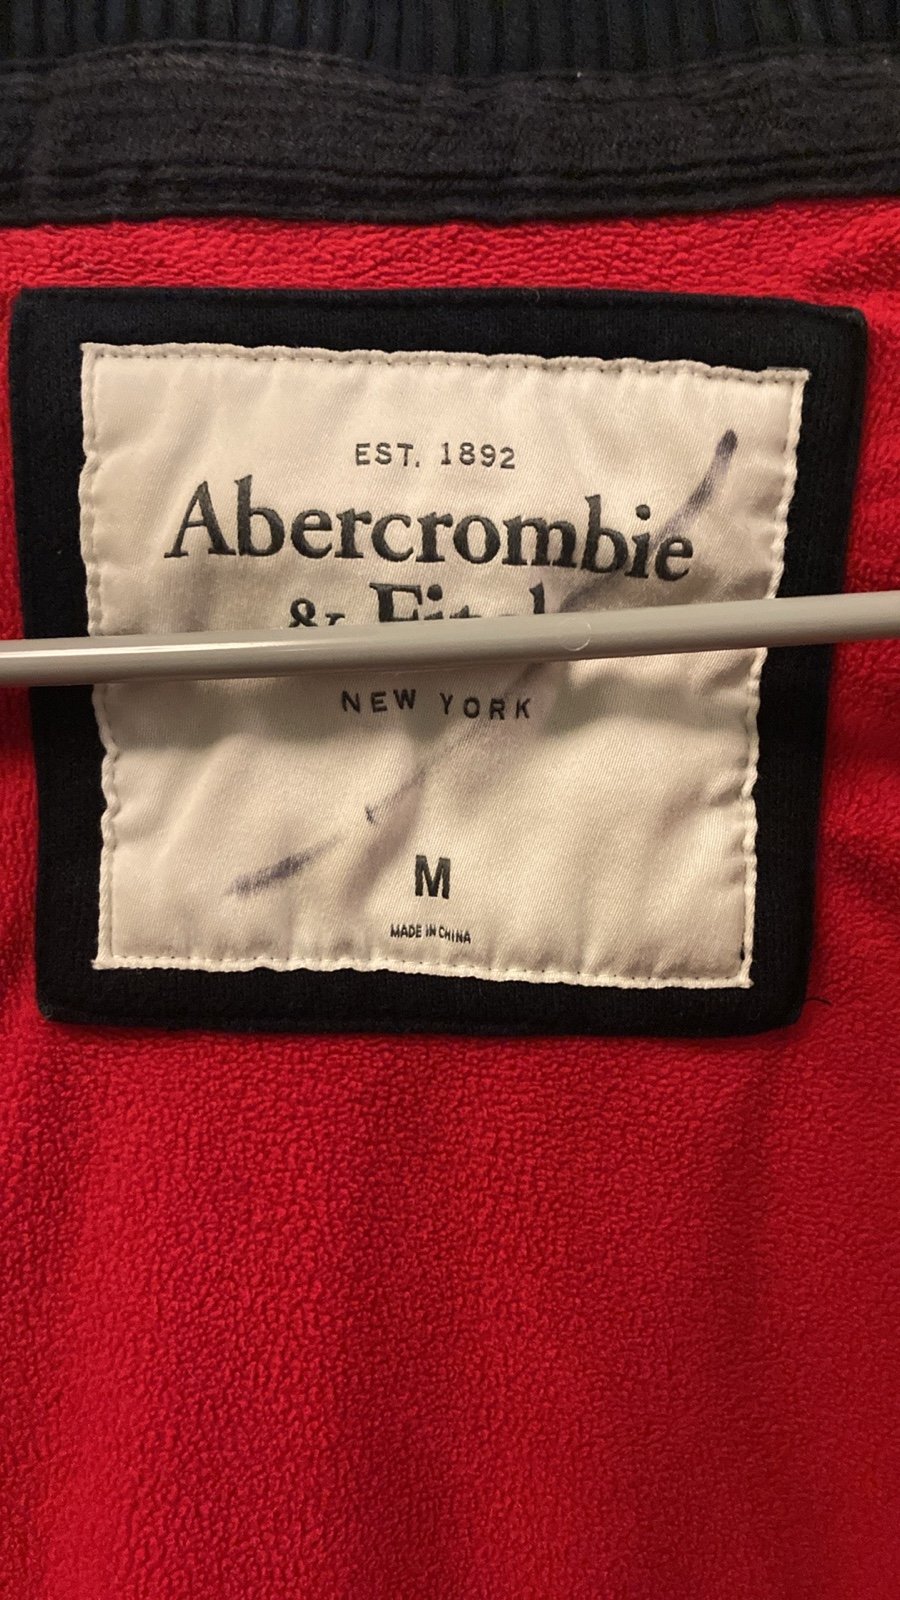 EST. 1892
Abercrombie
&
NEW YORK
M
MADE IN CHINA